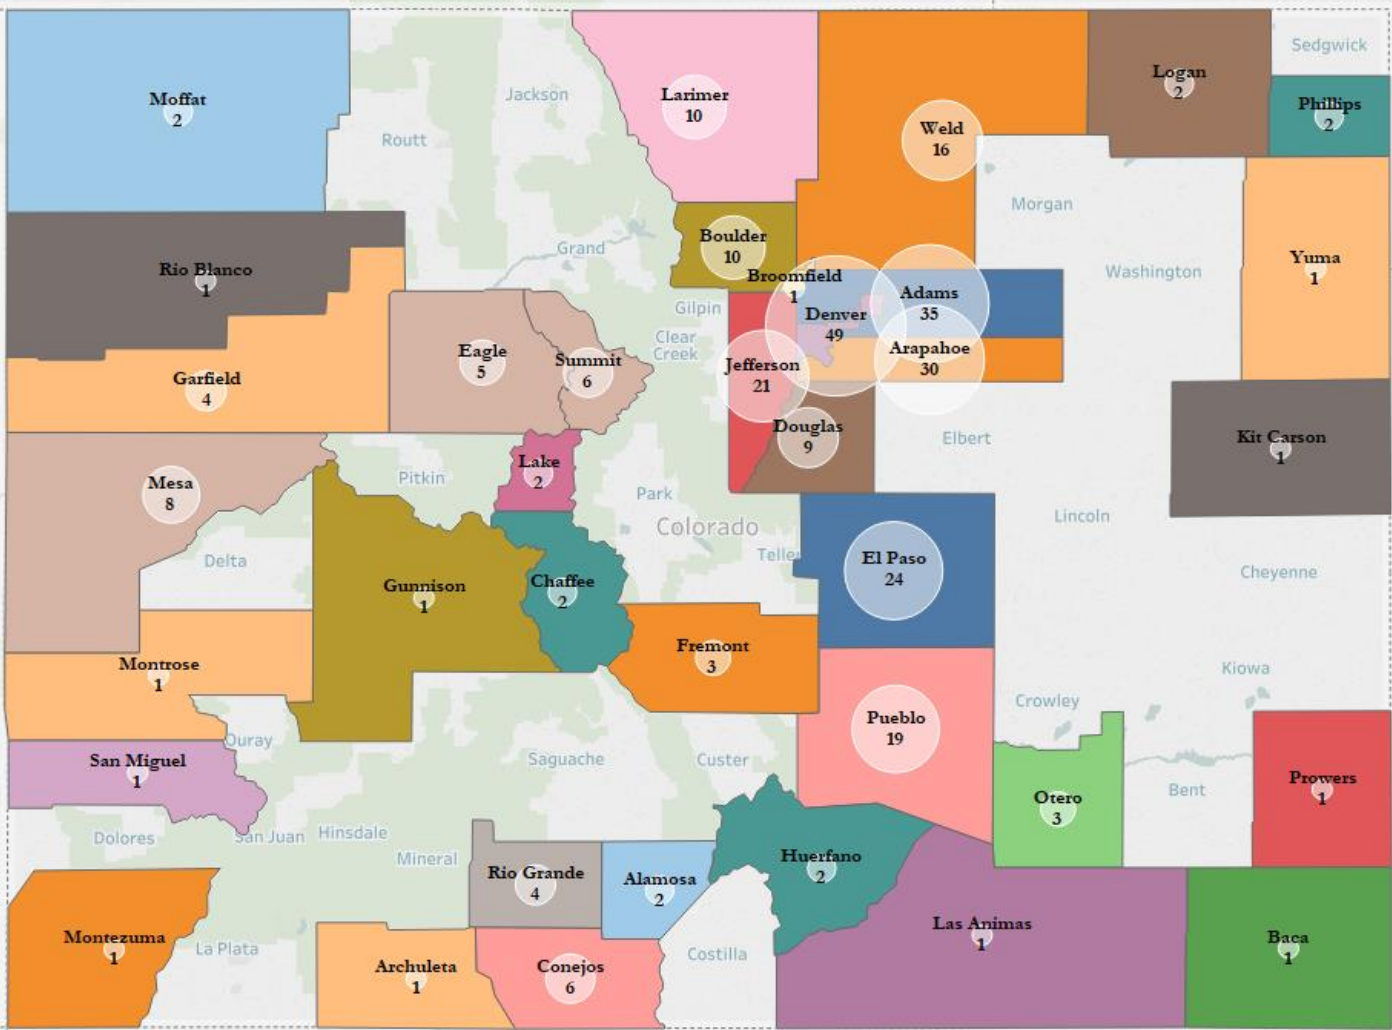 Sedgwick
Logan
2
Moffat
2
Jackson
Larimer
10
Phillips
2
Weld
16
Routt
Morgan
Boulder
10
Grand
Yuma
1
Rio Blanco
1
Broomfield
1
Washington
Adams
35
Gilpin
Denver
49
Clear
Creek
Arapahoe
30
Eagle
5
Summit
6
Jefferson
21
Garfield
4
Douglas
9
Elbert
Kit Carson
1
Lake
2
Pitkin
Mesa
8
Park
Colorado
Lincoln
Delta
Teller
El Paso
24
Cheyenne
Gunnison
1
Chaffee
2
Fremont
3
Montrose
1
Kiowa
Crowley
Pueblo
19
Ouray
San Miguel
1
Saguache
Custer
Prowers
1
Bent
Otero
3
Dolores
San Juan
Hinsdale
Mineral
Huerfano
2
Rio Grande
4
Alamosa
2
Las Animas
1
Montezuma
1
La Plata
Costilla
Baca
1
Archuleta
1
Conejos
6